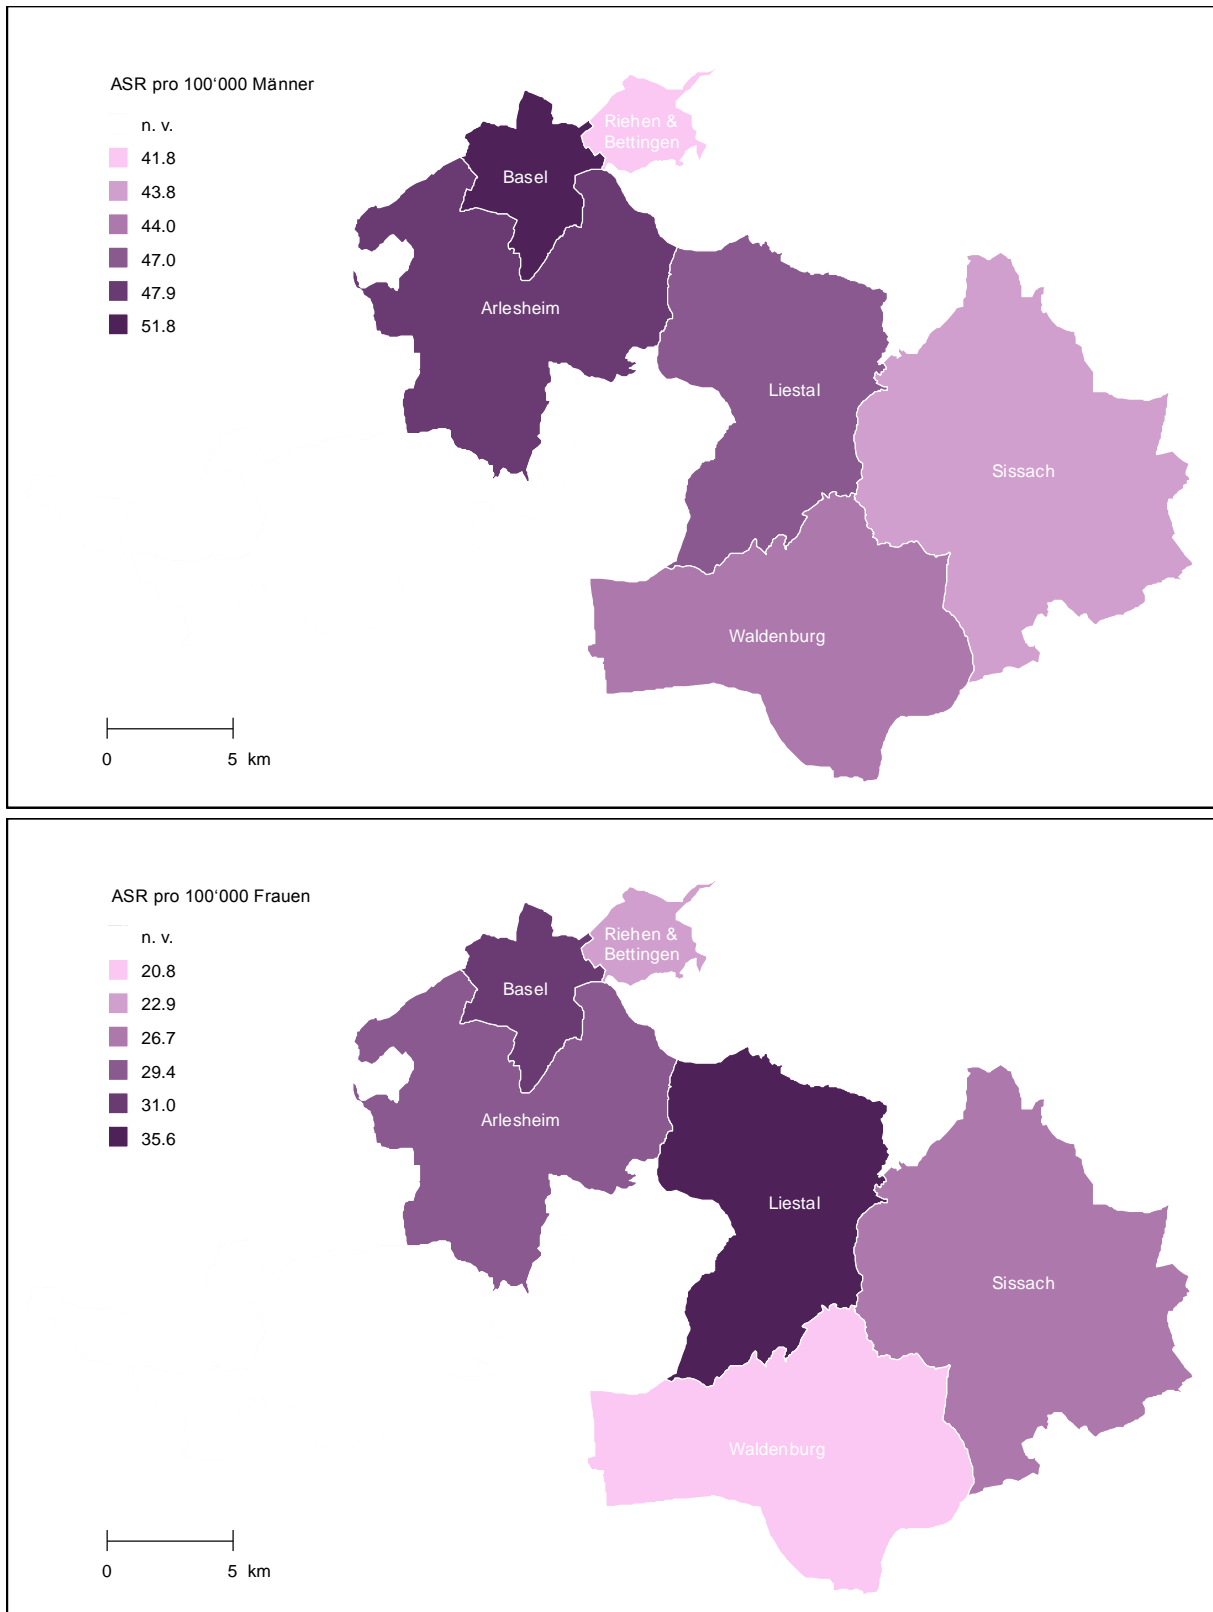 ASR pro 100‘000 Männer
n. v.
41.8
43.8
44.0
47.0
47.9
51.8
Riehen &
Bettingen
Basel
Arlesheim
Liestal
Sissach
Waldenburg
0 5 km
ASR pro 100‘000 Frauen
n. v.
20.8
22.9
26.7
29.4
31.0
35.6
Riehen &
Bettingen
Basel
Arlesheim
Liestal
Sissach
Waldenburg
0 5 km